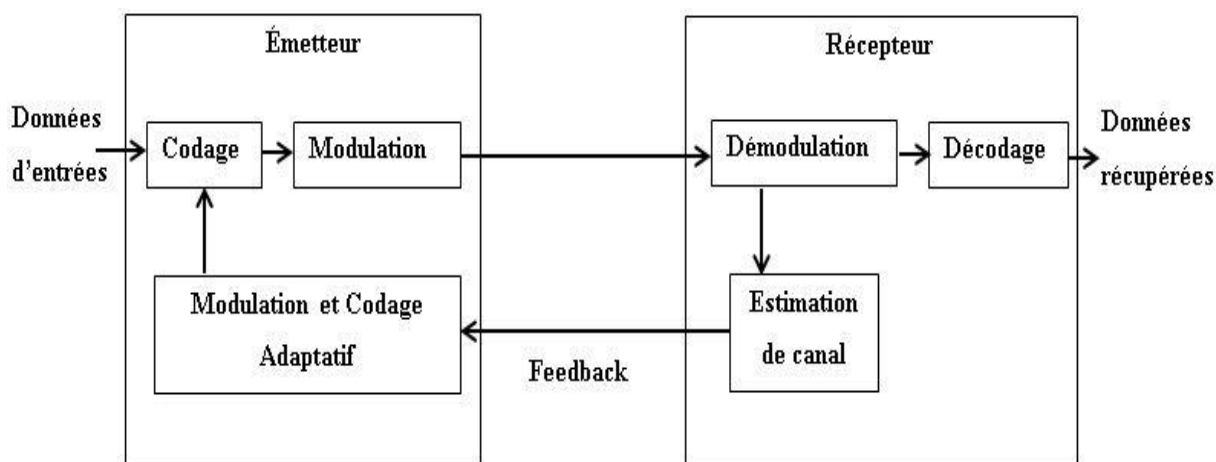 Émetteur
Récepteur
Données
d'entrées
Codage
Modulation
Démodulation
Décodage
Données
récupérées
Modulation et Codage
Adaptatif
Feedback
Estimation
de canal